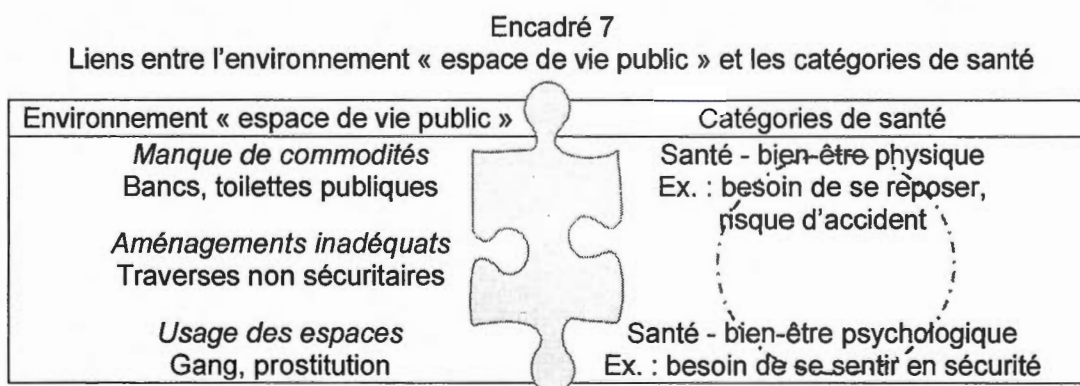 Encadré 7
Liens entre l'environnement « espace de vie public » et les catégories de santé
Environnement « espace de vie public »
Manque de commodités
Bancs, toilettes publiques
Aménagements inadéquats
Traverses non sécuritaires
Usage des espaces
Gang, prostitution
Catégories de santé
Santé - bien-être physique
Ex. : besoin de se reposer,
risque d'accident
Santé - bien-être psychologique
Ex. : besoin de se sentir en sécurité